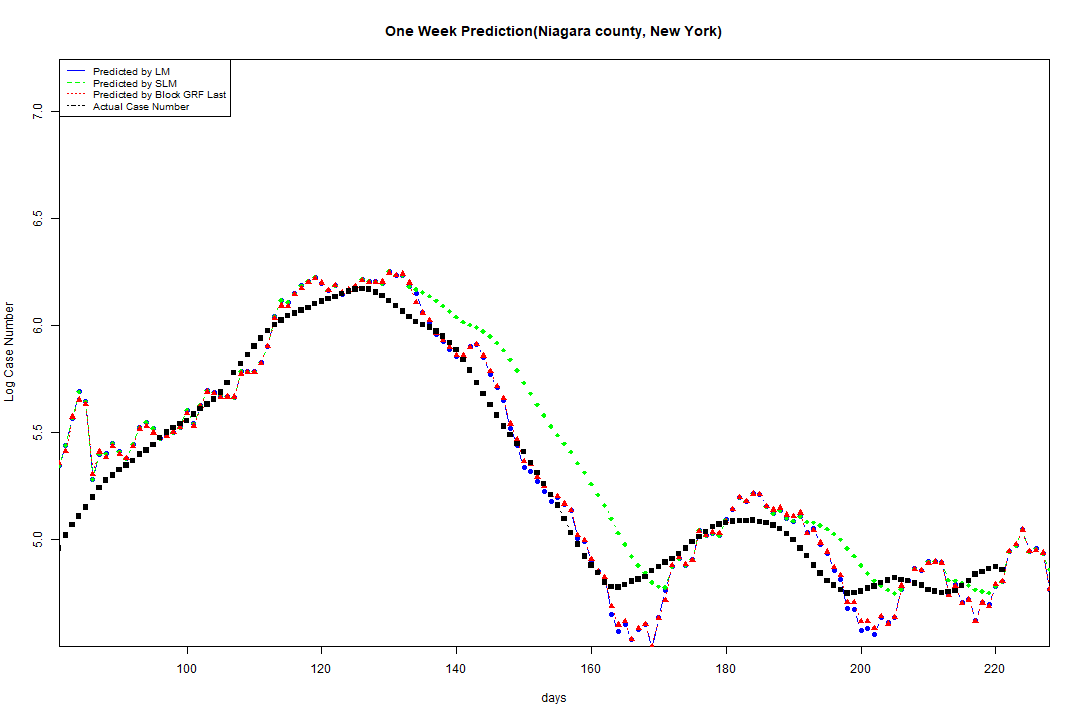 One Week Prediction(Niagara county, New York)
Predicted by LM
Predicted by SLM
Predicted by Block GRF Last
Actual Case Number
7.0
6.5
6.0
5.5
5.0
Log Case Number
100 120 140 160 180 200 220
days